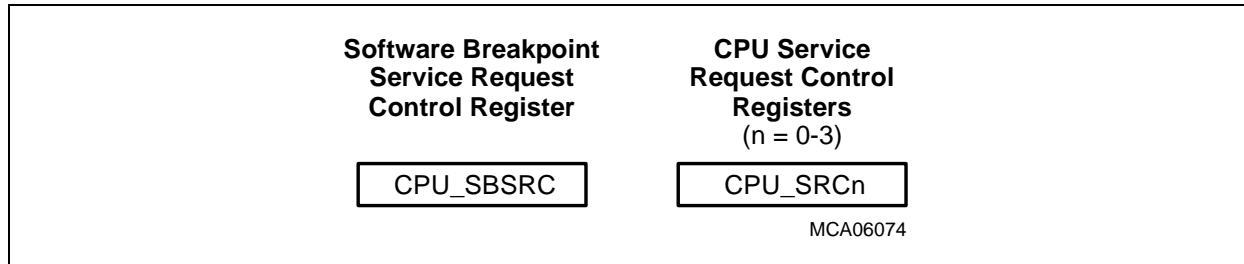 Software Breakpoint
Service Request
Control Register
CPU_SBSRC
CPU Service
Request Control
Registers
(n = 0-3)
CPU_SRCn
MCA06074